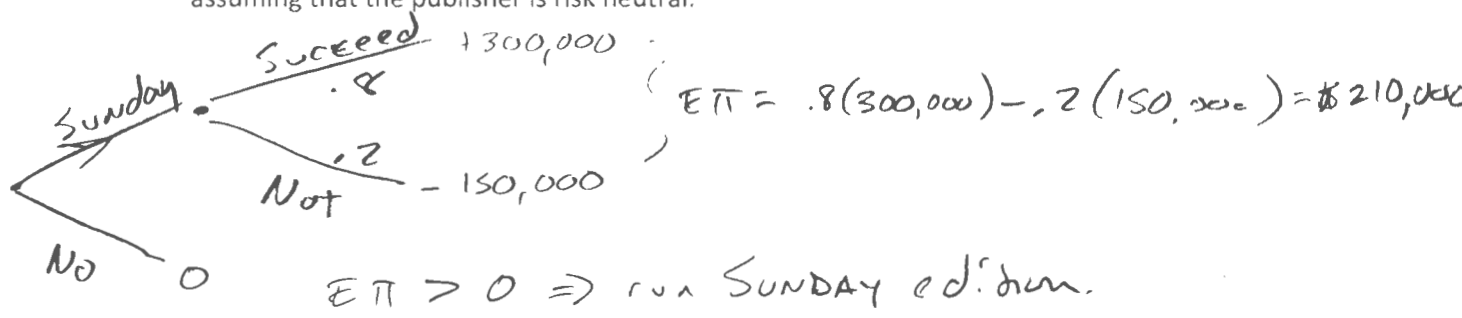 assuming that the publisher is risk neutral.
Succeed +300,000
.8
Sunday
Eπ = .8(300,000) - .2(150,000) = $210,000
.2
Not - 150,000
No 0
Eπ > 0 ⇒ run SUNDAY edition.